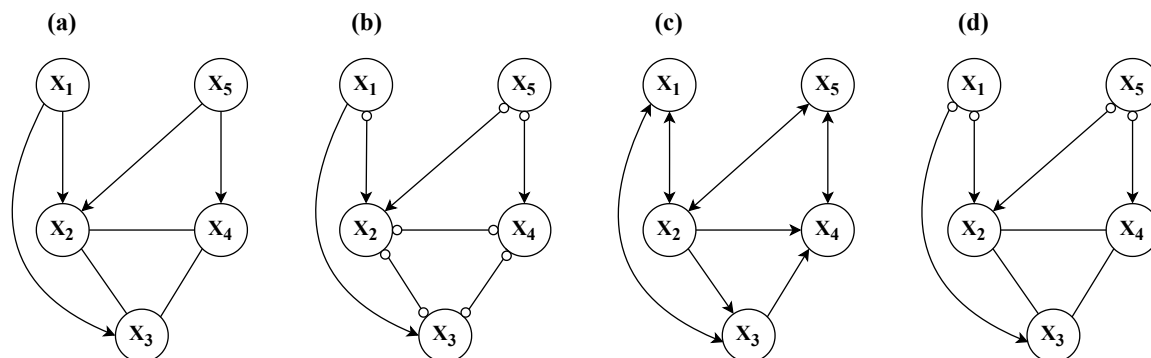 (a) (b) (c) (d)
X₁ X₅ X₁ X₅ X₁ X₅ X₁ X₅
X₂ X₄ X₂ X₄ X₂ X₄ X₂ X₄
X₃ X₃ X₃ X₃